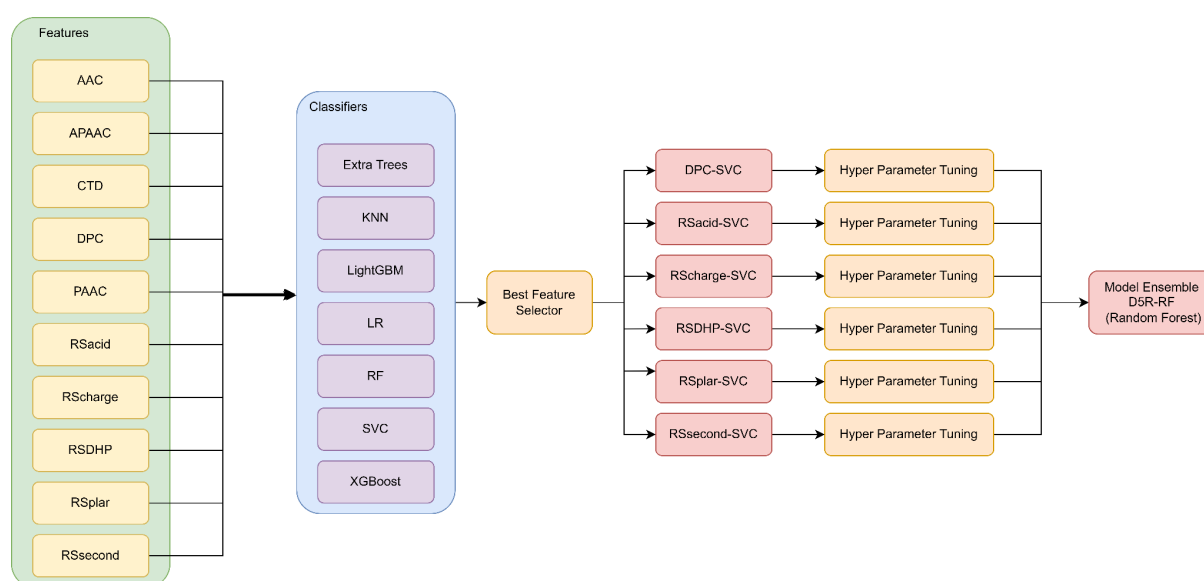 Features
AAC
APAAC
CTD
DPC
PAAC
RSacid
RScharge
RSDHP
RSplar
RSsecond
Classifiers
Extra Trees
KNN
LightGBM
LR
RF
SVC
XGBoost
Best Feature
Selector
DPC-SVC
Hyper Parameter Tuning
RSacid-SVC
Hyper Parameter Tuning
RScharge-SVC
Hyper Parameter Tuning
RSDHP-SVC
Hyper Parameter Tuning
RSplar-SVC
Hyper Parameter Tuning
RSsecond-SVC
Hyper Parameter Tuning
Model Ensemble
D5R-RF
(Random Forest)